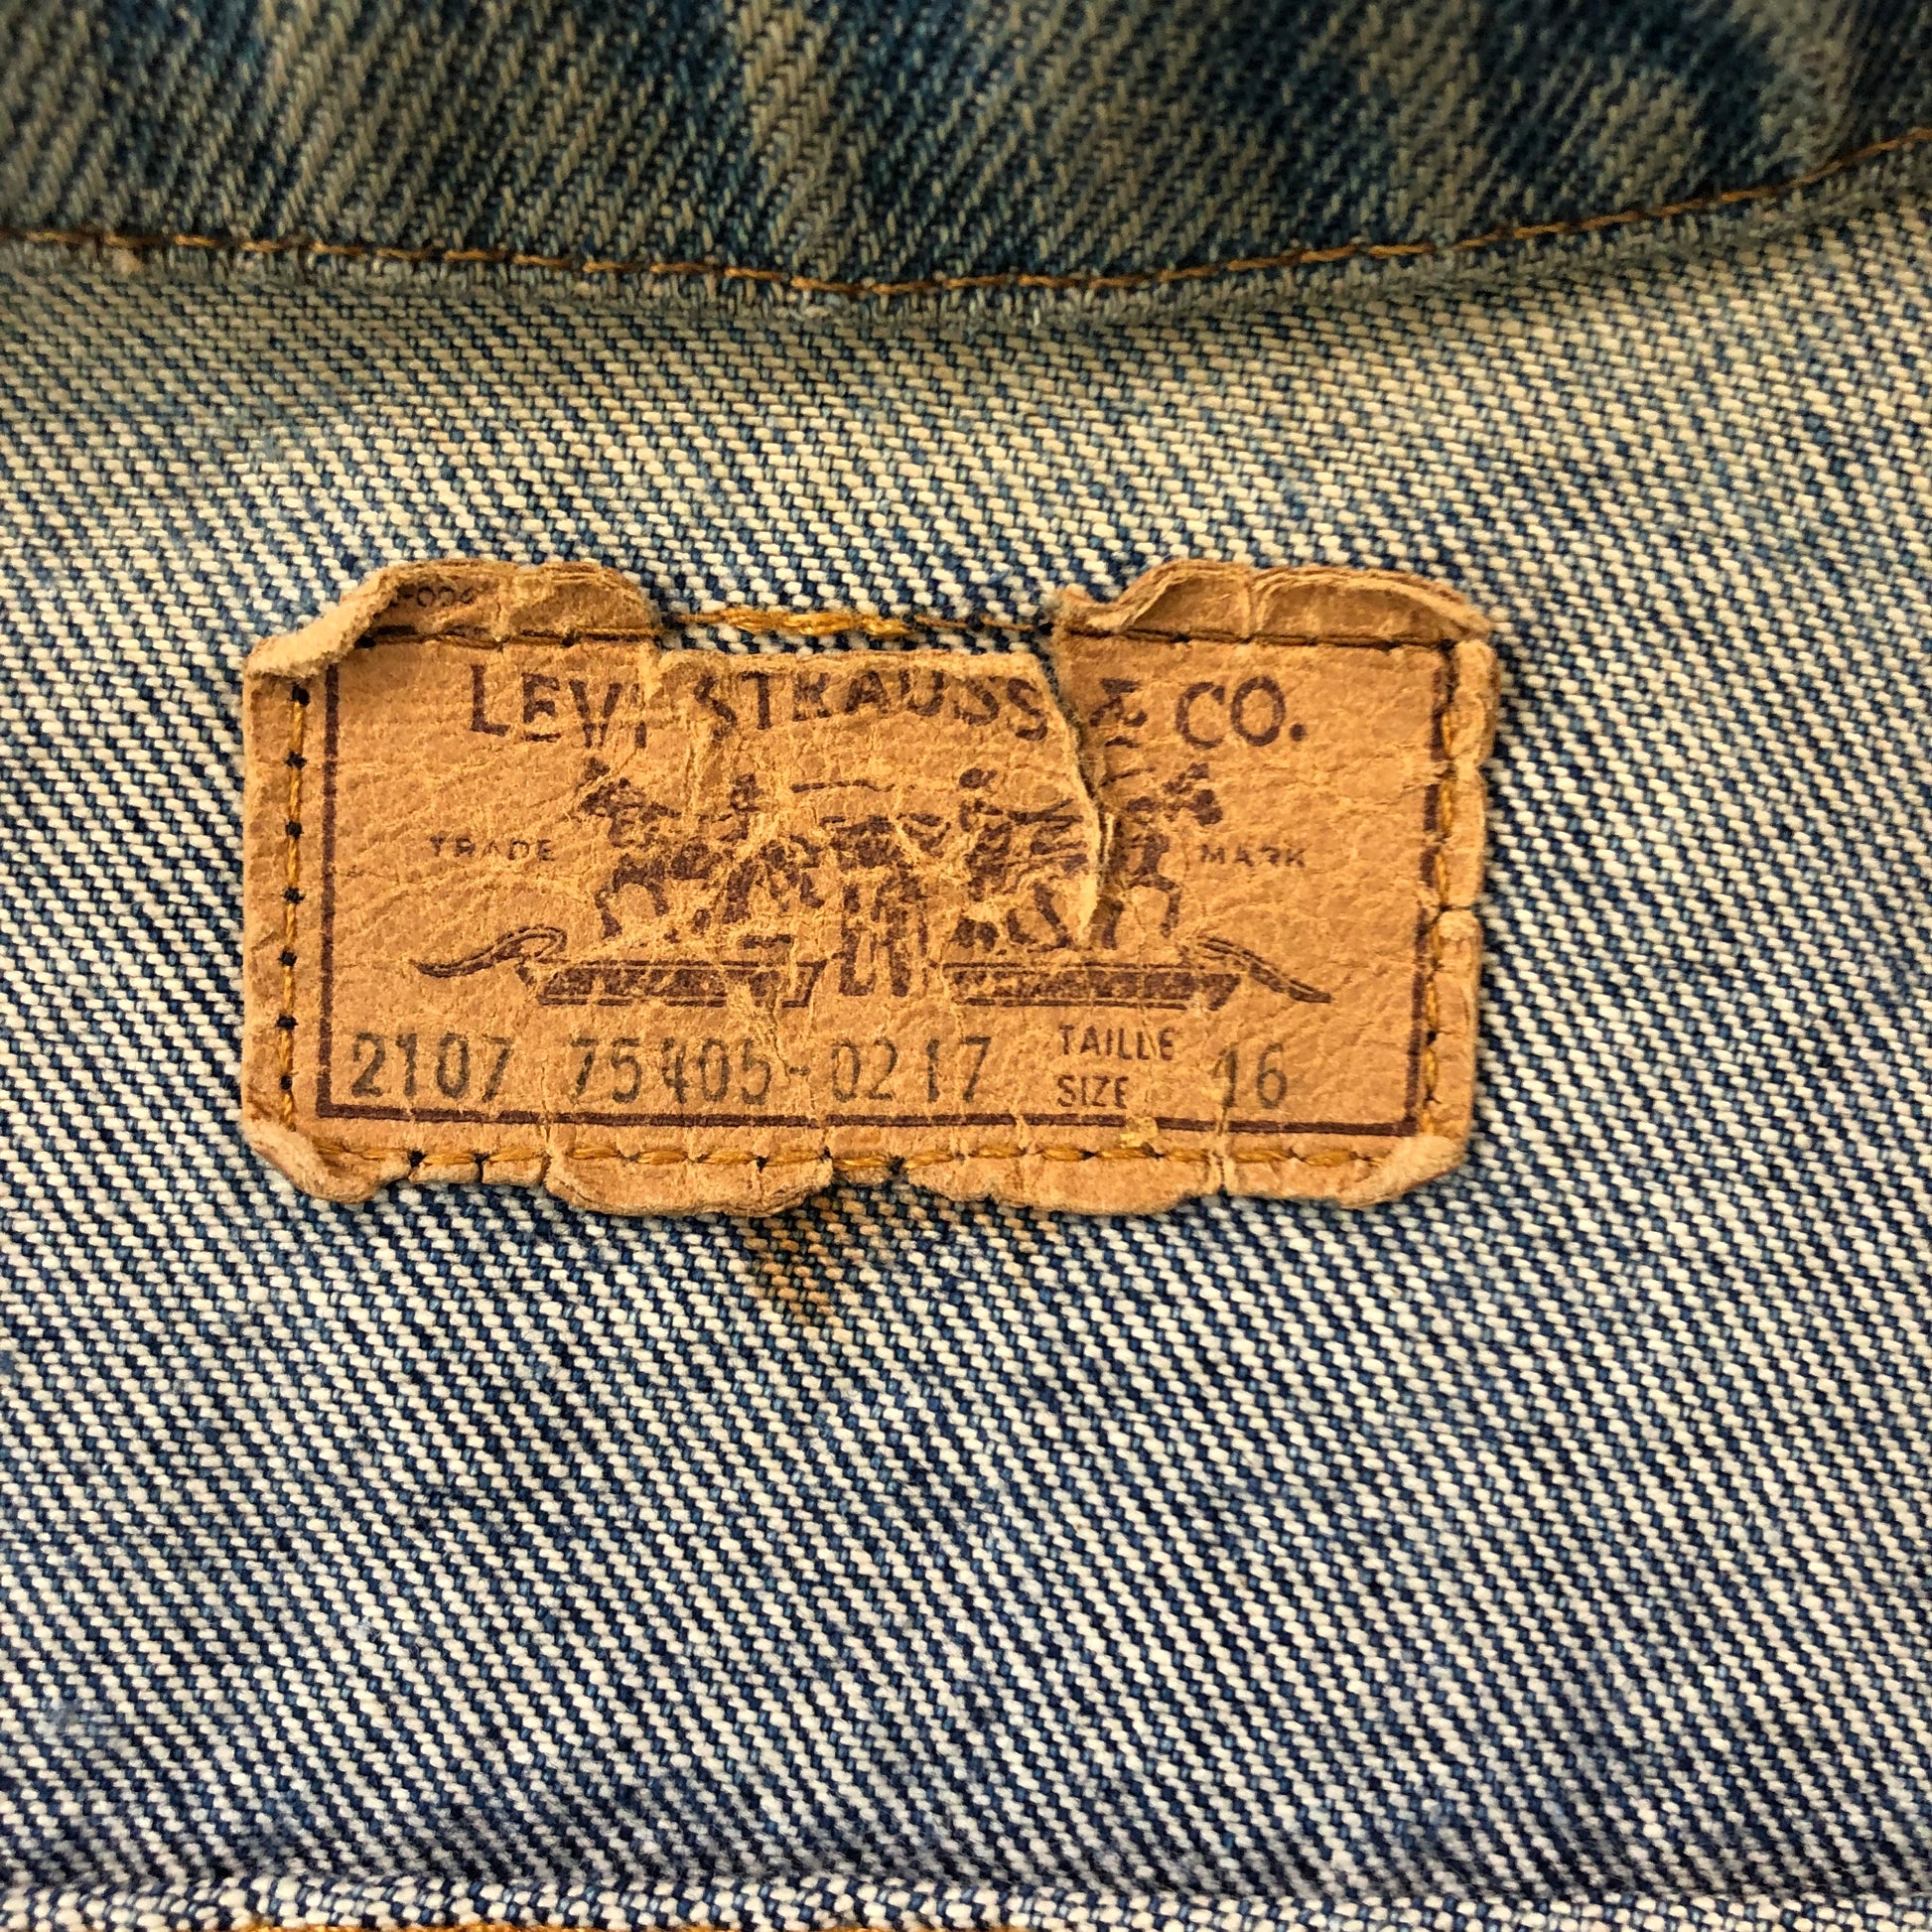 LEVI STRAUSS & CO.
TRADE MARK
2107 75405-0217 TAILLE 16
SIZE